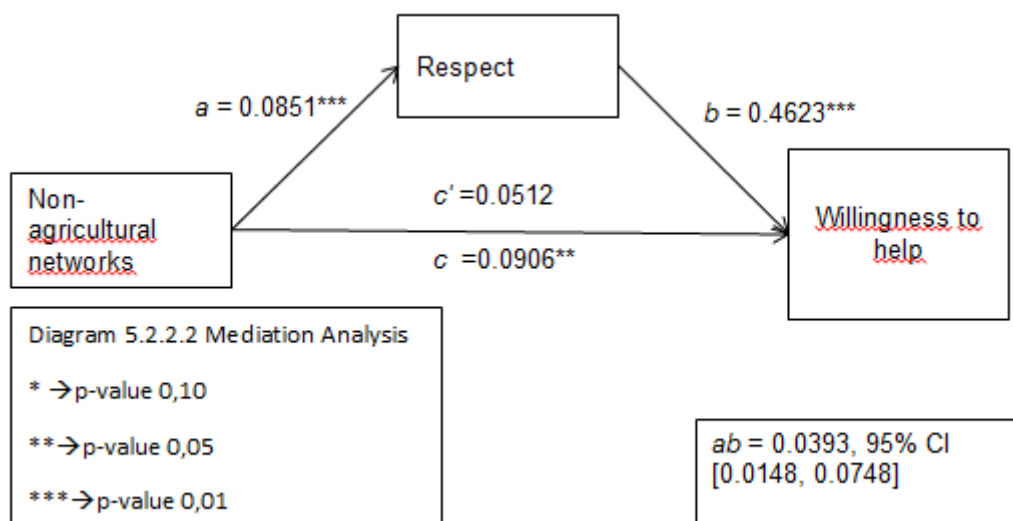 Respect
a = 0.0851***
b = 0.4623***
Non-
agricultural
networks
c' =0.0512
c =0.0906**
Willingness to
help
Diagram 5.2.2.2 Mediation Analysis
* →p-value 0,10
** →p-value 0,05
***→p-value 0,01
ab = 0.0393, 95% CI
[0.0148, 0.0748]